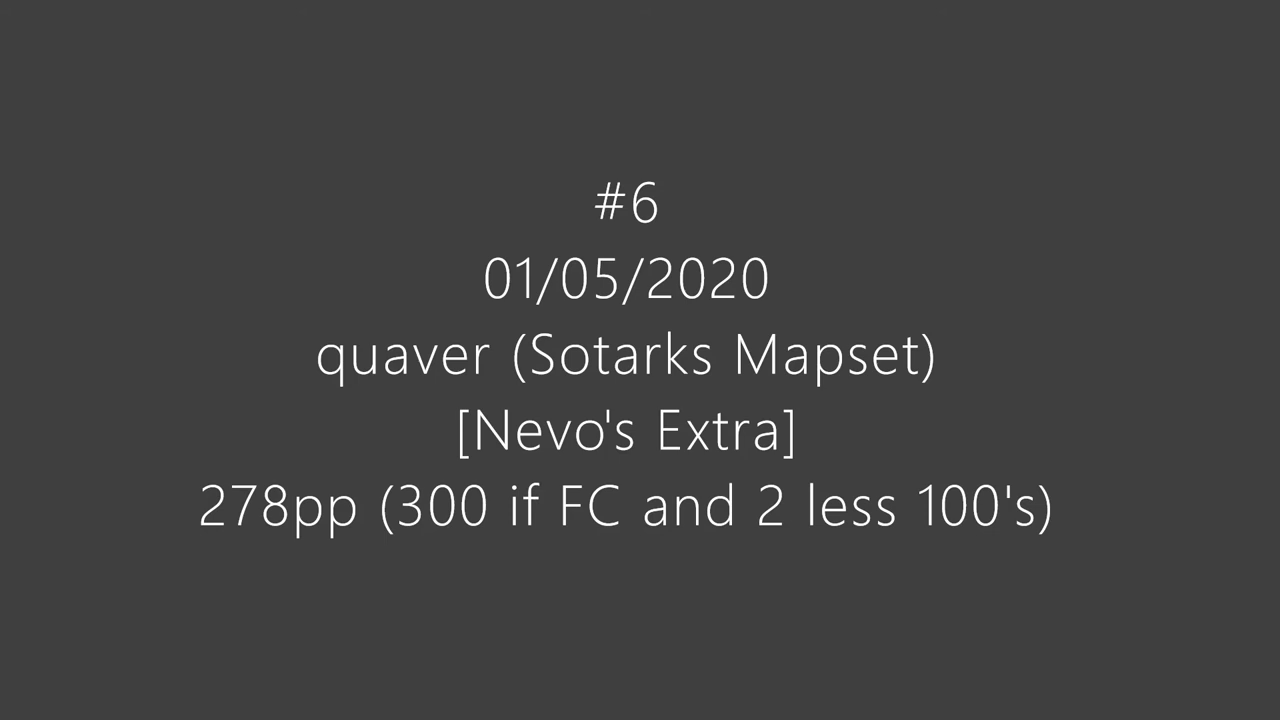 #6
01/05/2020
quaver (Sotarks Mapset)
[Nevo's Extra]
278pp (300 if FC and 2 less 100's)